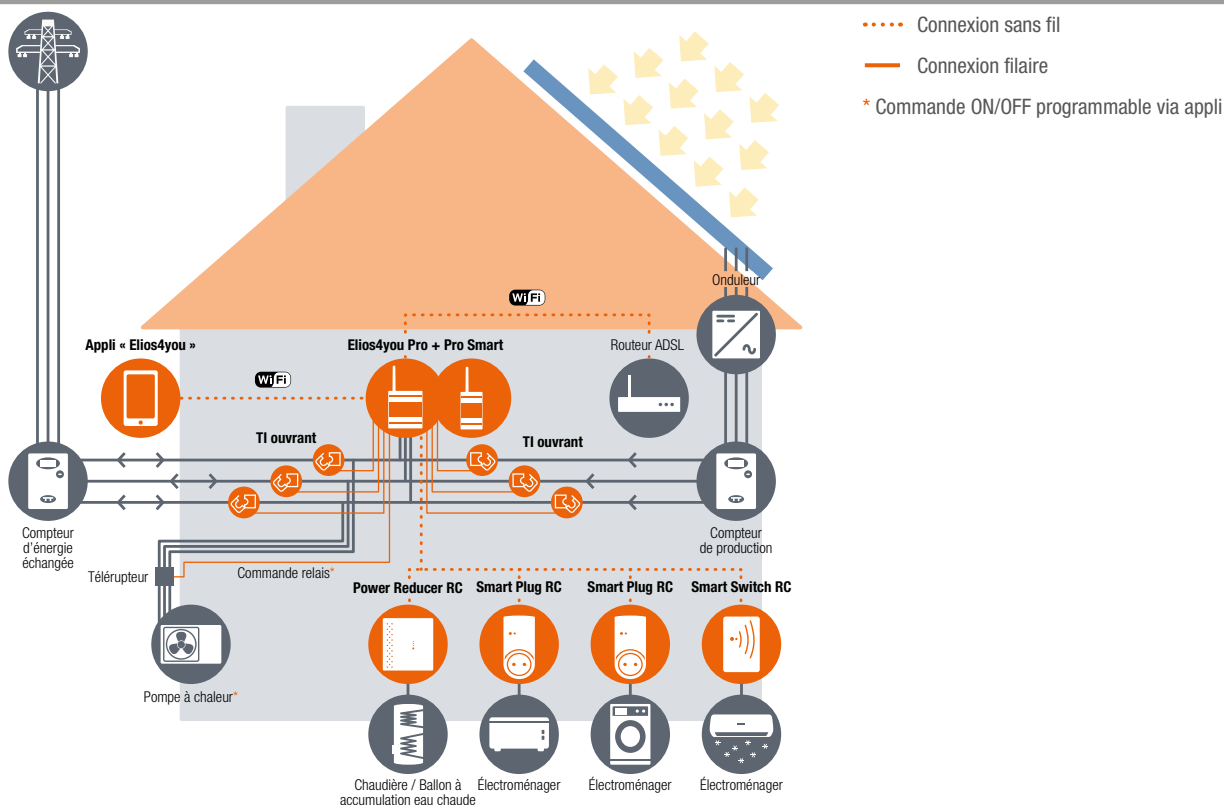 Connexion sans fil
Connexion filaire
* Commande ON/OFF programmable via appli
Onduleur
WiFi
Appli « Elios4you »
Elios4you Pro + Pro Smart
Routeur ADSL
WiFi
TI ouvrant
TI ouvrant
Compteur
d'énergie
échangée
Compteur
de production
Télérupteur
Commande relais*
Power Reducer RC
Smart Plug RC
Smart Plug RC
Smart Switch RC
Pompe à chaleur*
Chaudière / Ballon à
accumulation eau chaude
Électroménager
Électroménager
Électroménager